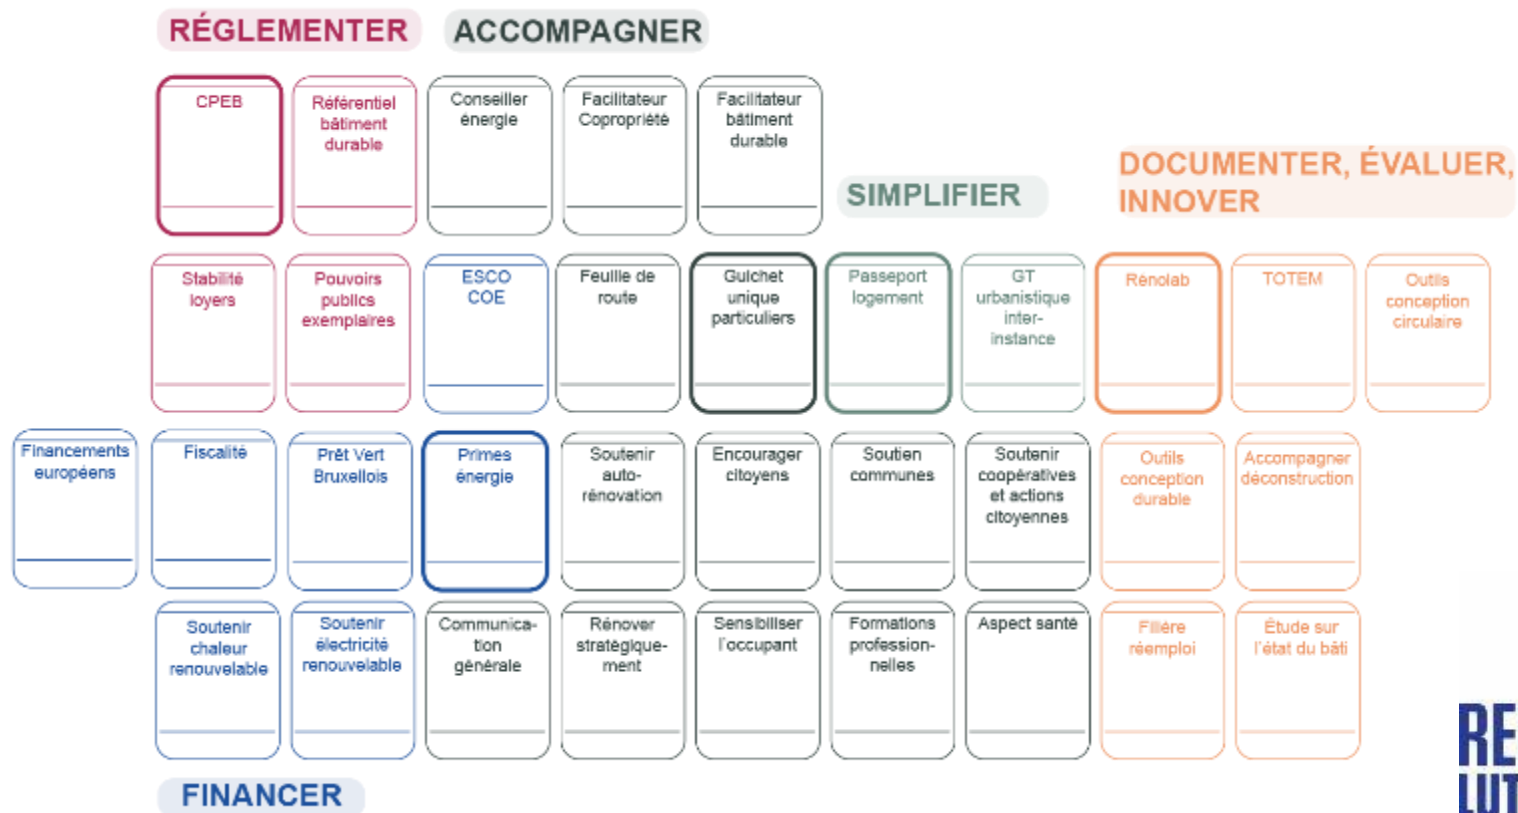 RÉGLEMENTER
ACCOMPAGNER
CPEB
Référentiel
bâtiment
durable
Conseiller
énergie
Facilitateur
Copropriété
Facilitateur
bâtiment
durable
SIMPLIFIER
DOCUMENTER, ÉVALUER,
INNOVER
Stabilité
loyers
Pouvoirs
publics
exemplaires
ESCO
COE
Feuille de
route
Guichet
unique
particuliers
Passeport
logement
GT
urbanistique
inter-
instance
Renolab
TOTEM
Outils
conception
circulaire
Financements
européens
Fiscalité
Prêt Vert
Bruxellois
Primes
énergie
Soutenir
auto-
rénovation
Encourager
citoyens
Soutien
communes
Soutenir
coopératives
et actions
citoyennes
Outils
conception
durable
Accompagner
déconstruction
Soutenir
chaleur
renouvelable
Soutenir
électricité
renouvelable
Communica-
tion
générale
Rénover
stratégique-
ment
Sensibiliser
l'occupant
Formations
profession-
nelles
Aspect santé
Filière
réemploi
Étude sur
l'état du bâti
FINANCER
RE
LUT